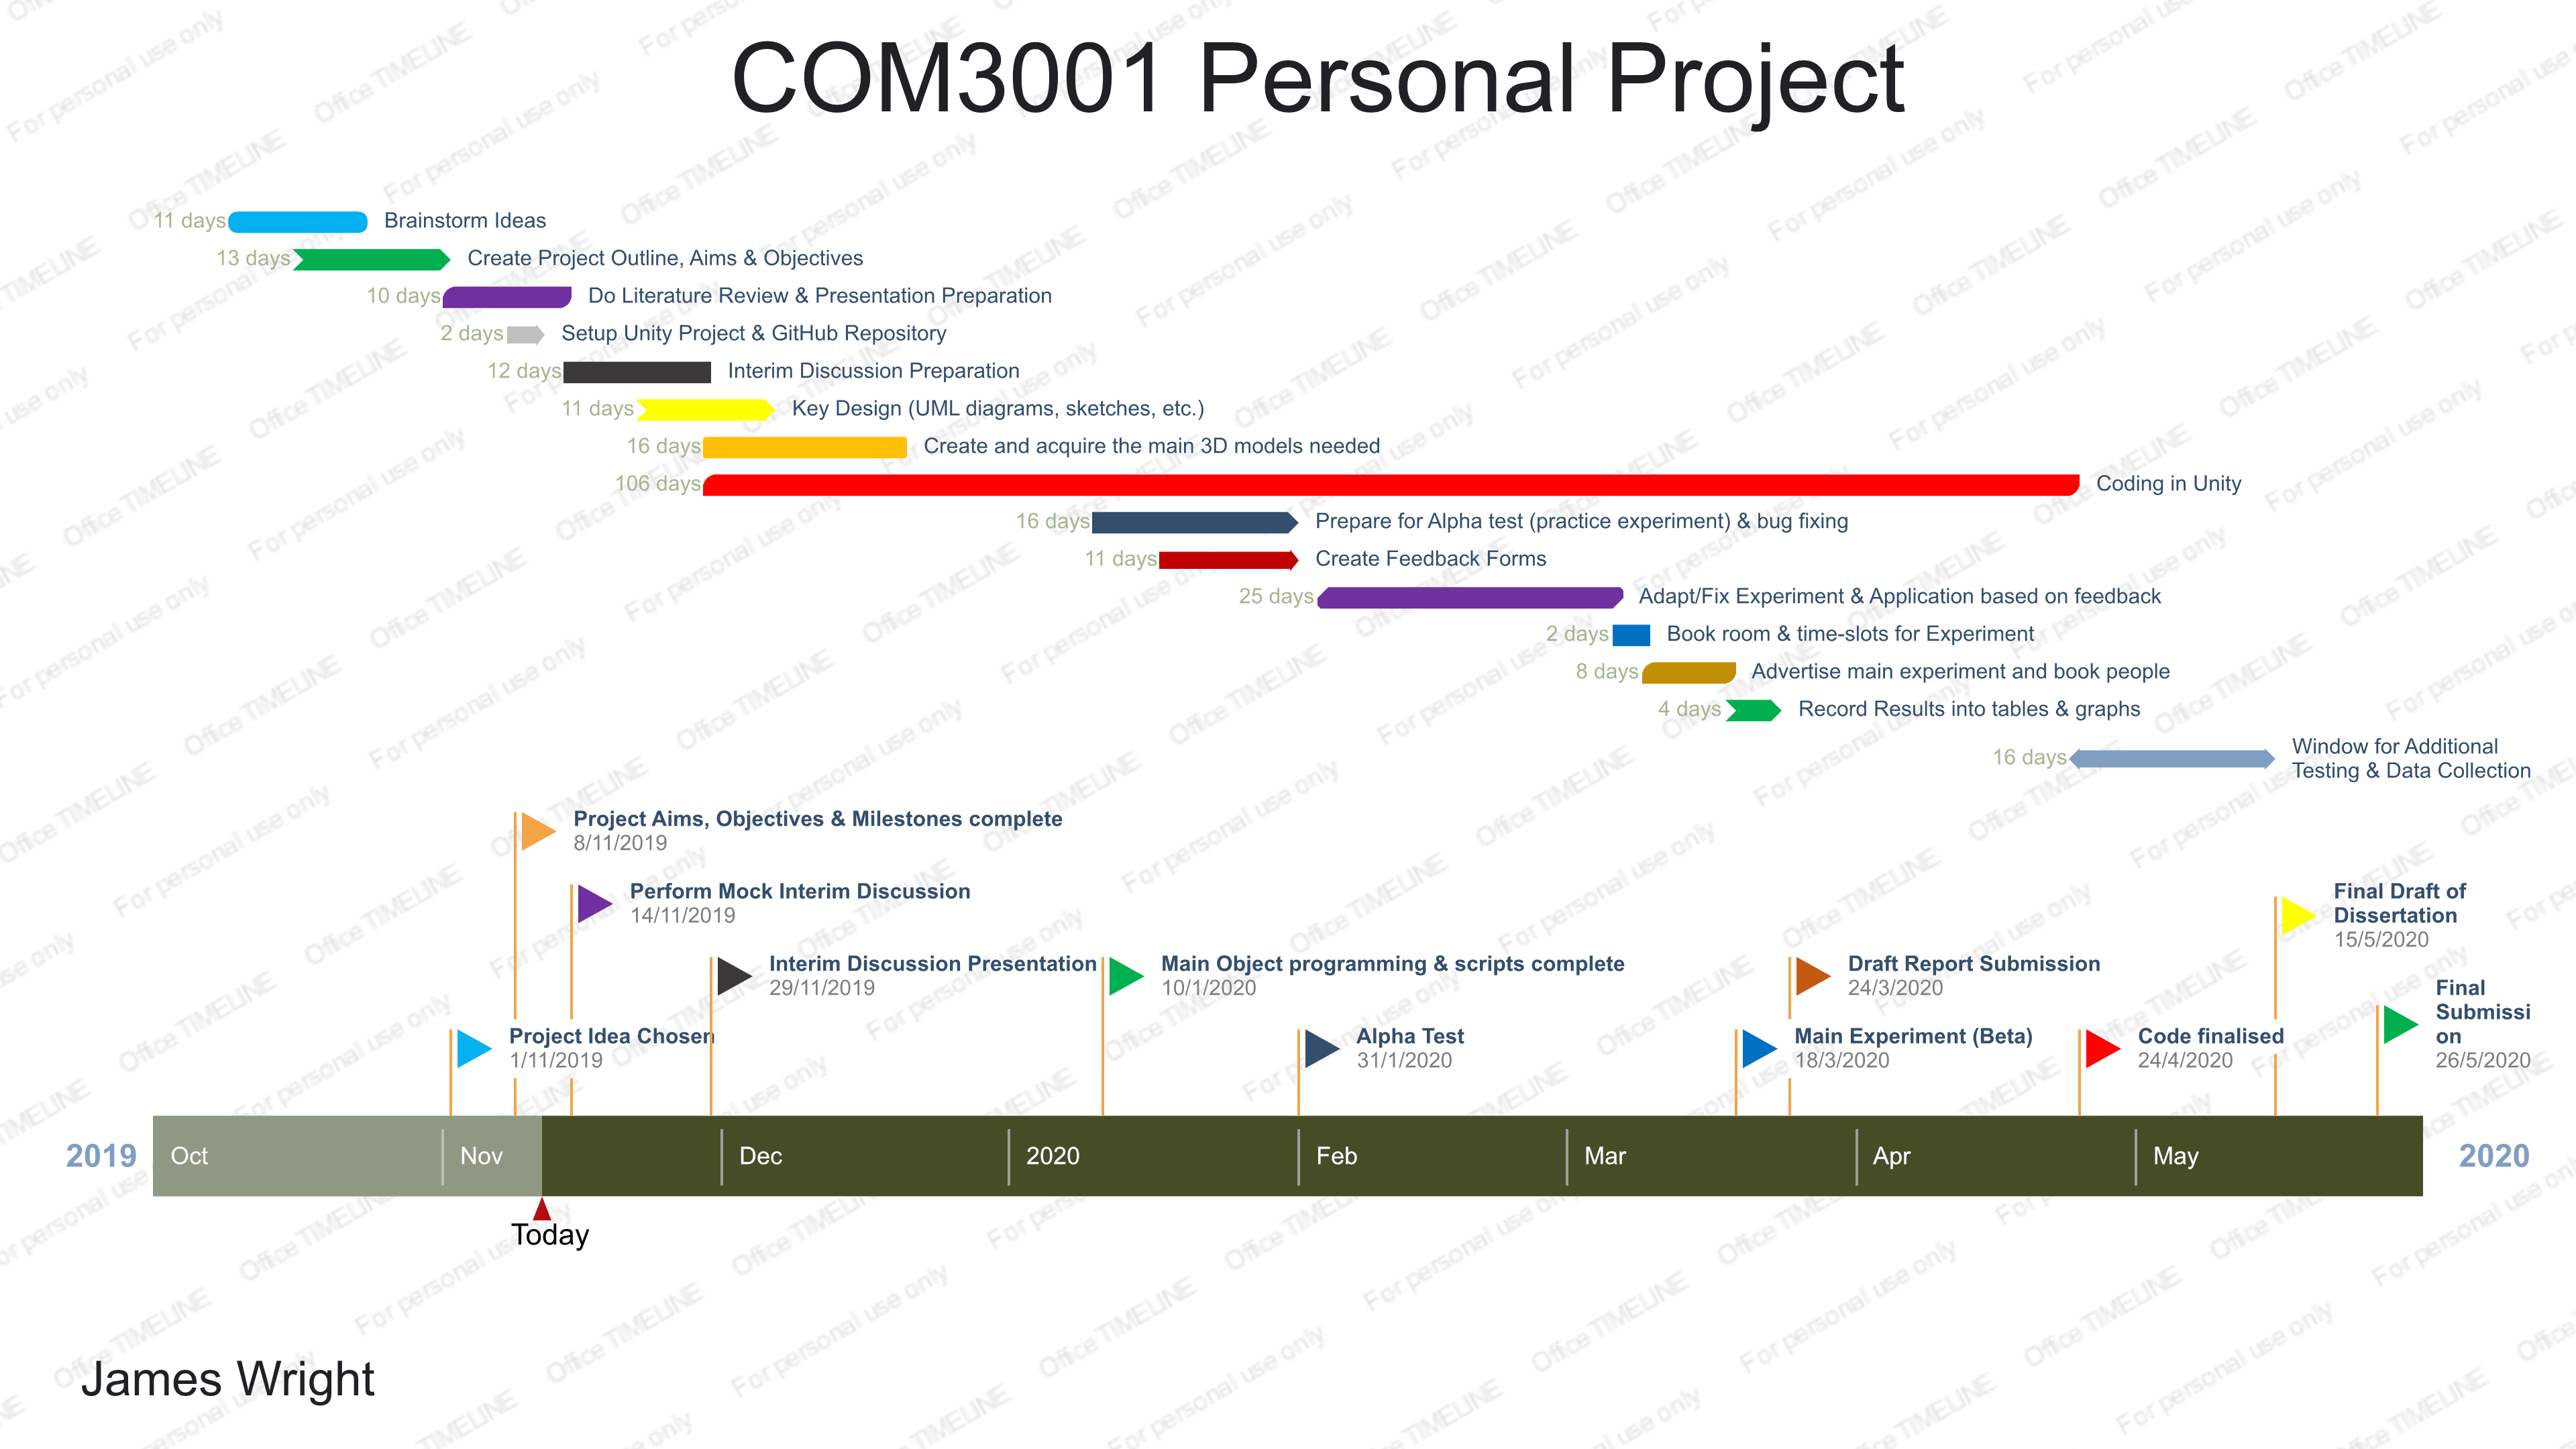 COM3001 Personal Project
11 days Brainstorm Ideas
13 days Create Project Outline, Aims & Objectives
10 days Do Literature Review & Presentation Preparation
2 days Setup Unity Project & GitHub Repository
12 days Interim Discussion Preparation
11 days Key Design (UML diagrams, sketches, etc.)
16 days Create and acquire the main 3D models needed
106 days Coding in Unity
16 days Prepare for Alpha test (practice experiment) & bug fixing
11 days Create Feedback Forms
25 days Adapt/Fix Experiment & Application based on feedback
2 days Book room & time-slots for Experiment
8 days Advertise main experiment and book people
4 days Record Results into tables & graphs
16 days Window for Additional
Testing & Data Collection
Project Aims, Objectives & Milestones complete
8/11/2019
Perform Mock Interim Discussion
14/11/2019
Final Draft of
Dissertation
15/5/2020
Interim Discussion Presentation
29/11/2019
Main Object programming & scripts complete
10/1/2020
Draft Report Submission
24/3/2020
Final
Submissi
on
26/5/2020
Project Idea Chosen
1/11/2019
Alpha Test
31/1/2020
Main Experiment (Beta)
18/3/2020
Code finalised
24/4/2020
2019 Oct Nov Dec 2020 Feb Mar Apr May 2020
Today
James Wright
Office TIMELINE
For personal use only